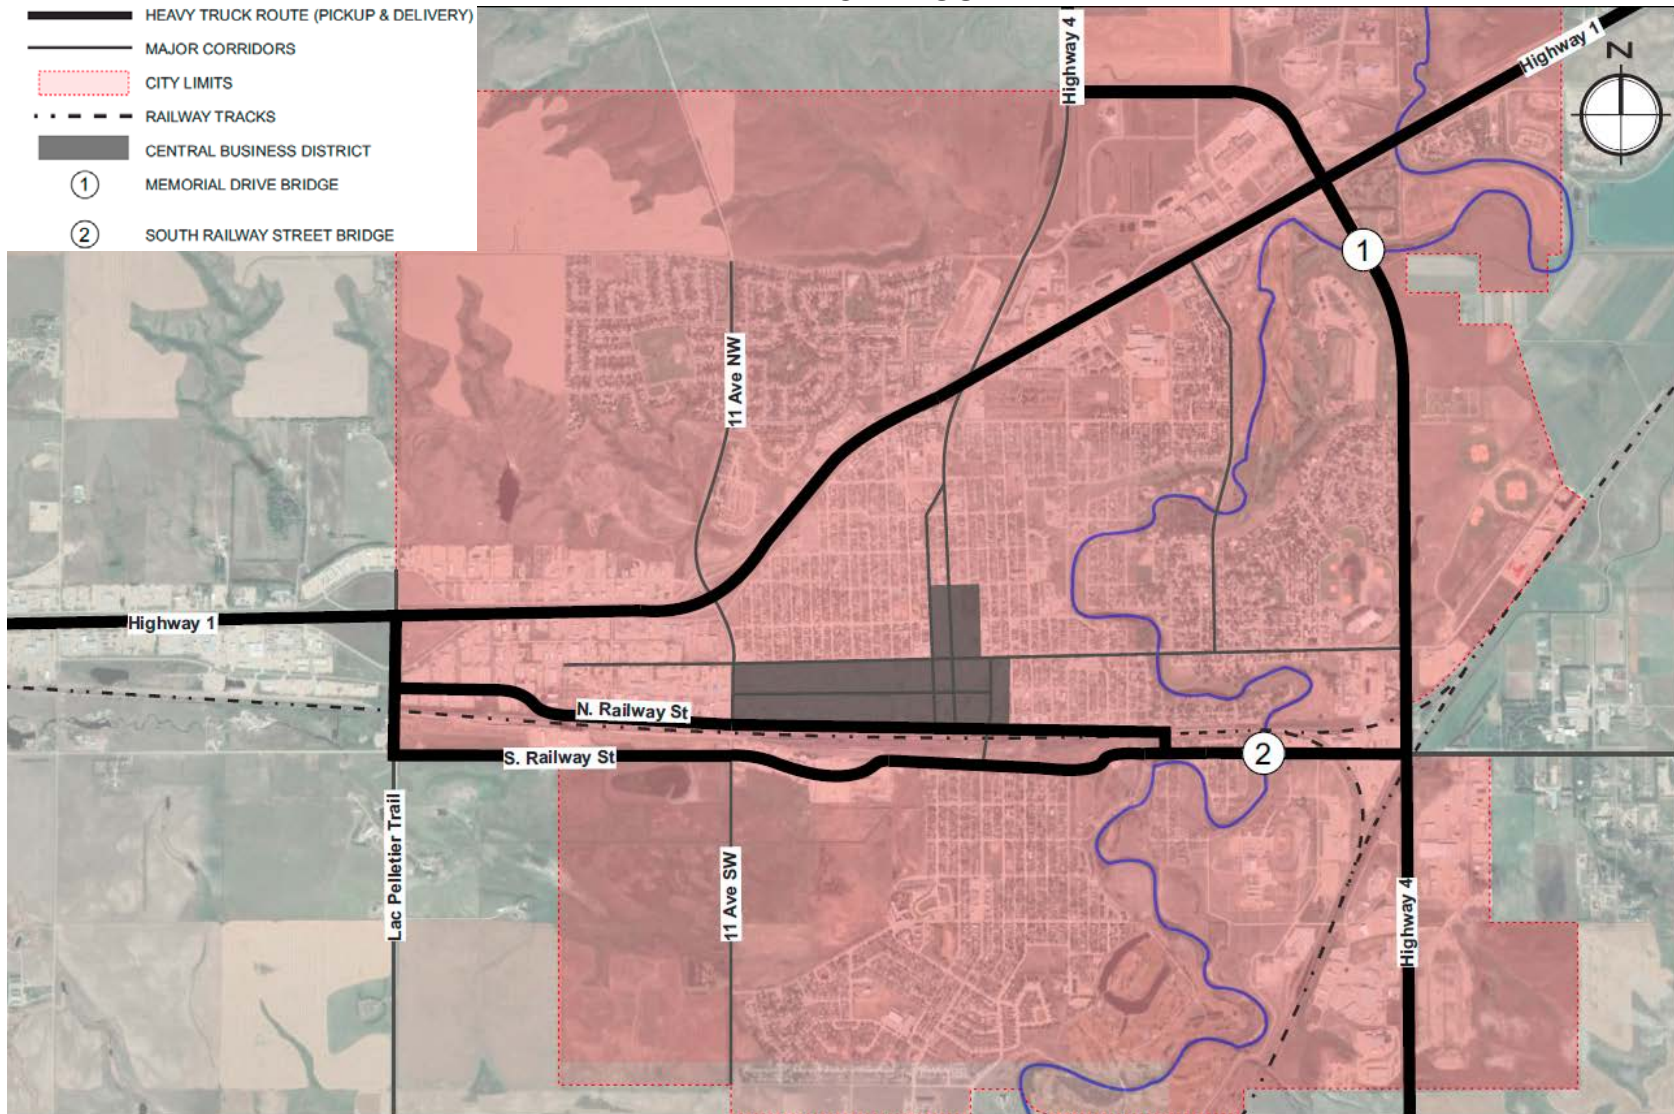 HEAVY TRUCK ROUTE (PICKUP & DELIVERY)
MAJOR CORRIDORS
CITY LIMITS
RAILWAY TRACKS
CENTRAL BUSINESS DISTRICT
1 MEMORIAL DRIVE BRIDGE
2 SOUTH RAILWAY STREET BRIDGE
Highway 4
Highway 1
N
1
11 Ave NW
Highway 1
N. Railway St
S. Railway St
2
Lac Pelletier Trail
11 Ave SW
Highway 4